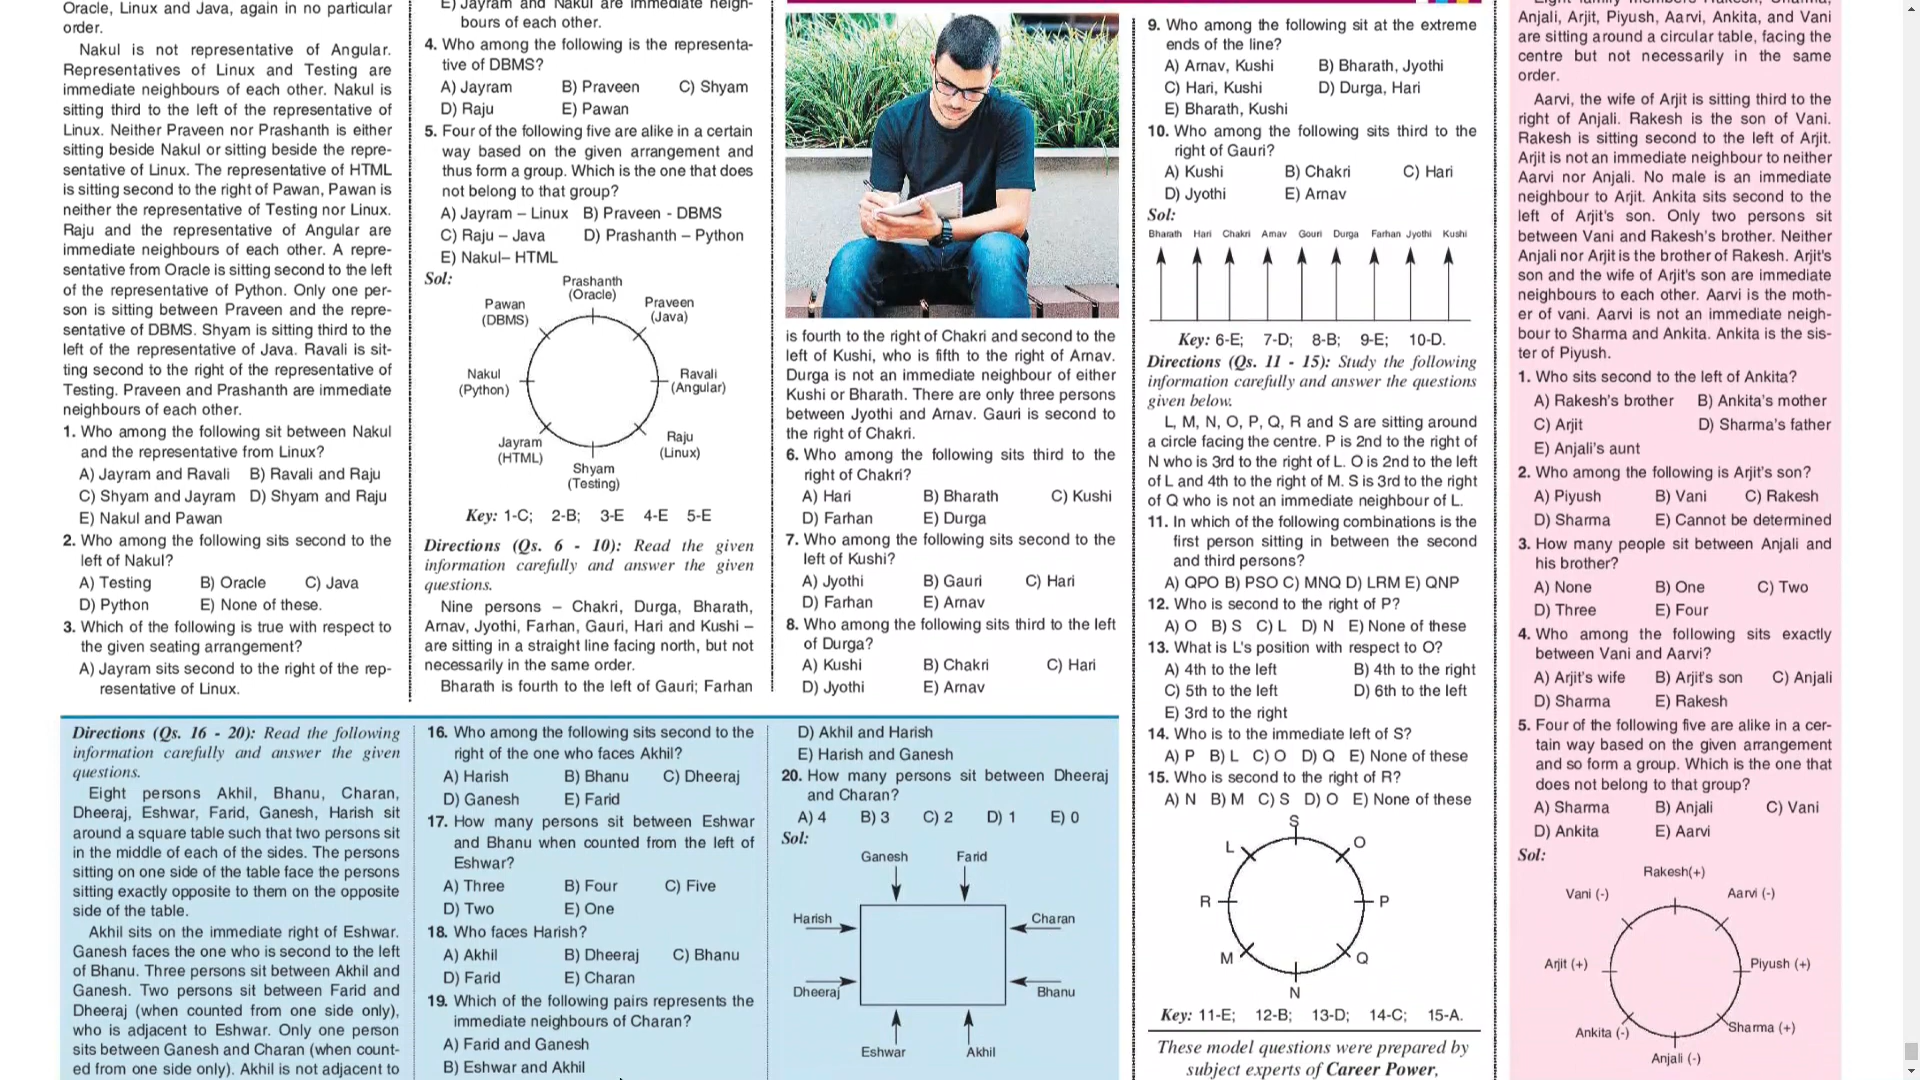 Oracle, Linux and Java, again in no particular
order.
Nakul is not representative of Angular.
Representatives of Linux and Testing are
immediate neighbours of each other. Nakul is
sitting third to the left of the representative of
Linux. Neither Praveen nor Prashanth is either
sitting beside Nakul or sitting beside the repre-
sentative of Linux. The representative of HTML
is sitting second to the right of Pawan, Pawan is
neither the representative of Testing nor Linux.
Raju and the representative of Angular are
immediate neighbours of each other. A repre-
sentative from Oracle is sitting second to the left
of the representative of Python. Only one per-
son is sitting between Praveen and the repre-
sentative of DBMS. Shyam is sitting third to the
left of the representative of Java. Ravali is sit-
ting second to the right of the representative of
Testing. Praveen and Prashanth are immediate
neighbours of each other.
1. Who among the following sit between Nakul
and the representative from Linux?
A) Jayram and Ravali B) Ravali and Raju
C) Shyam and Jayram D) Shyam and Raju
E) Nakul and Pawan
2. Who among the following sits second to the
left of Nakul?
A) Testing B) Oracle C) Java
D) Python E) None of these.
3. Which of the following is true with respect to
the given seating arrangement?
A) Jayram sits second to the right of the rep-
resentative of Linux.
E) Jayram and Nakul are immediate neigh-
bours of each other.
4. Who among the following is the representa-
tive of DBMS?
A) Jayram B) Praveen C) Shyam
D) Raju E) Pawan
5. Four of the following five are alike in a certain
way based on the given arrangement and
thus form a group. Which is the one that does
not belong to that group?
A) Jayram – Linux B) Praveen - DBMS
C) Raju – Java D) Prashanth – Python
E) Nakul– HTML
Sol:
Prashanth
(Oracle)
Pawan
(DBMS)
Praveen
(Java)
Nakul
(Python)
Ravali
(Angular)
Jayram
(HTML)
Raju
(Linux)
Shyam
(Testing)
Key: 1-C; 2-B; 3-E 4-E 5-E
Directions (Qs. 6 - 10): Read the given
information carefully and answer the given
questions.
Nine persons – Chakri, Durga, Bharath,
Arnav, Jyothi, Farhan, Gauri, Hari and Kushi –
are sitting in a straight line facing north, but not
necessarily in the same order.
Bharath is fourth to the left of Gauri; Farhan
is fourth to the right of Chakri and second to the
left of Kushi, who is fifth to the right of Arnav.
Durga is not an immediate neighbour of either
Kushi or Bharath. There are only three persons
between Jyothi and Arnav. Gauri is second to
the right of Chakri.
6. Who among the following sits third to the
right of Chakri?
A) Hari B) Bharath C) Kushi
D) Farhan E) Durga
7. Who among the following sits second to the
left of Kushi?
A) Jyothi B) Gauri C) Hari
D) Farhan E) Arnav
8. Who among the following sits third to the left
of Durga?
A) Kushi B) Chakri C) Hari
D) Jyothi E) Arnav
9. Who among the following sit at the extreme
ends of the line?
A) Arnav, Kushi B) Bharath, Jyothi
C) Hari, Kushi D) Durga, Hari
E) Bharath, Kushi
10. Who among the following sits third to the
right of Gauri?
A) Kushi B) Chakri C) Hari
D) Jyothi E) Arnav
Sol:
Bharath Hari Chakri Arnav Gouri Durga Farhan Jyothi Kushi
Key: 6-E; 7-D; 8-B; 9-E; 10-D.
Directions (Qs. 11 - 15): Study the following
information carefully and answer the questions
given below.
L, M, N, O, P, Q, R and S are sitting around
a circle facing the centre. P is 2nd to the right of
N who is 3rd to the right of L. O is 2nd to the left
of L and 4th to the right of M. S is 3rd to the right
of Q who is not an immediate neighbour of L.
11. In which of the following combinations is the
first person sitting in between the second
and third persons?
A) QPO B) PSO C) MNQ D) LRM E) QNP
12. Who is second to the right of P?
A) O B) S C) L D) N E) None of these
13. What is L's position with respect to O?
A) 4th to the left B) 4th to the right
C) 5th to the left D) 6th to the left
E) 3rd to the right
14. Who is to the immediate left of S?
A) P B) L C) O D) Q E) None of these
15. Who is second to the right of R?
A) N B) M C) S D) O E) None of these
S
L
O
R
P
M
Q
N
Key: 11-E; 12-B; 13-D; 14-C; 15-A.
These model questions were prepared by
subject experts of Career Power,
Directions (Qs. 16 - 20): Read the following
information carefully and answer the given
questions.
Eight persons Akhil, Bhanu, Charan,
Dheeraj, Eshwar, Farid, Ganesh, Harish sit
around a square table such that two persons sit
in the middle of each of the sides. The persons
sitting on one side of the table face the persons
sitting exactly opposite to them on the opposite
side of the table.
Akhil sits on the immediate right of Eshwar.
Ganesh faces the one who is second to the left
of Bhanu. Three persons sit between Akhil and
Ganesh. Two persons sit between Farid and
Dheeraj (when counted from one side only),
who is adjacent to Eshwar. Only one person
sits between Ganesh and Charan (when count-
ed from one side only). Akhil is not adjacent to
16. Who among the following sits second to the
right of the one who faces Akhil?
A) Harish B) Bhanu C) Dheeraj
D) Ganesh E) Farid
17. How many persons sit between Eshwar
and Bhanu when counted from the left of
Eshwar?
A) Three B) Four C) Five
D) Two E) One
18. Who faces Harish?
A) Akhil B) Dheeraj C) Bhanu
D) Farid E) Charan
19. Which of the following pairs represents the
immediate neighbours of Charan?
A) Farid and Ganesh
B) Eshwar and Akhil
D) Akhil and Harish
E) Harish and Ganesh
20. How many persons sit between Dheeraj
and Charan?
A) 4 B) 3 C) 2 D) 1 E) 0
Sol:
Ganesh Farid
Harish Charan
Dheeraj Bhanu
Eshwar Akhil
Anjali, Arjit, Piyush, Aarvi, Ankita, and Vani
are sitting around a circular table, facing the
centre but not necessarily in the same
order.
Aarvi, the wife of Arjit is sitting third to the
right of Anjali. Rakesh is the son of Vani.
Rakesh is sitting second to the left of Arjit.
Arjit is not an immediate neighbour to neither
Aarvi nor Anjali. No male is an immediate
neighbour to Arjit. Ankita sits second to the
left of Arjit's son. Only two persons sit
between Vani and Rakesh's brother. Neither
Anjali nor Arjit is the brother of Rakesh. Arjit's
son and the wife of Arjit's son are immediate
neighbours to each other. Aarvi is the moth-
er of vani. Aarvi is not an immediate neigh-
bour to Sharma and Ankita. Ankita is the sis-
ter of Piyush.
1. Who sits second to the left of Ankita?
A) Rakesh's brother B) Ankita's mother
C) Arjit D) Sharma's father
E) Anjali's aunt
2. Who among the following is Arjit's son?
A) Piyush B) Vani C) Rakesh
D) Sharma E) Cannot be determined
3. How many people sit between Anjali and
his brother?
A) None B) One C) Two
D) Three E) Four
4. Who among the following sits exactly
between Vani and Aarvi?
A) Arjit's wife B) Arjit's son C) Anjali
D) Sharma E) Rakesh
5. Four of the following five are alike in a cer-
tain way based on the given arrangement
and so form a group. Which is the one that
does not belong to that group?
A) Sharma B) Anjali C) Vani
D) Ankita E) Aarvi
Sol:
Rakesh(+)
Vani (-) Aarvi (-)
Arjit (+) Piyush (+)
Ankita (-) Sharma (+)
Anjali (-)